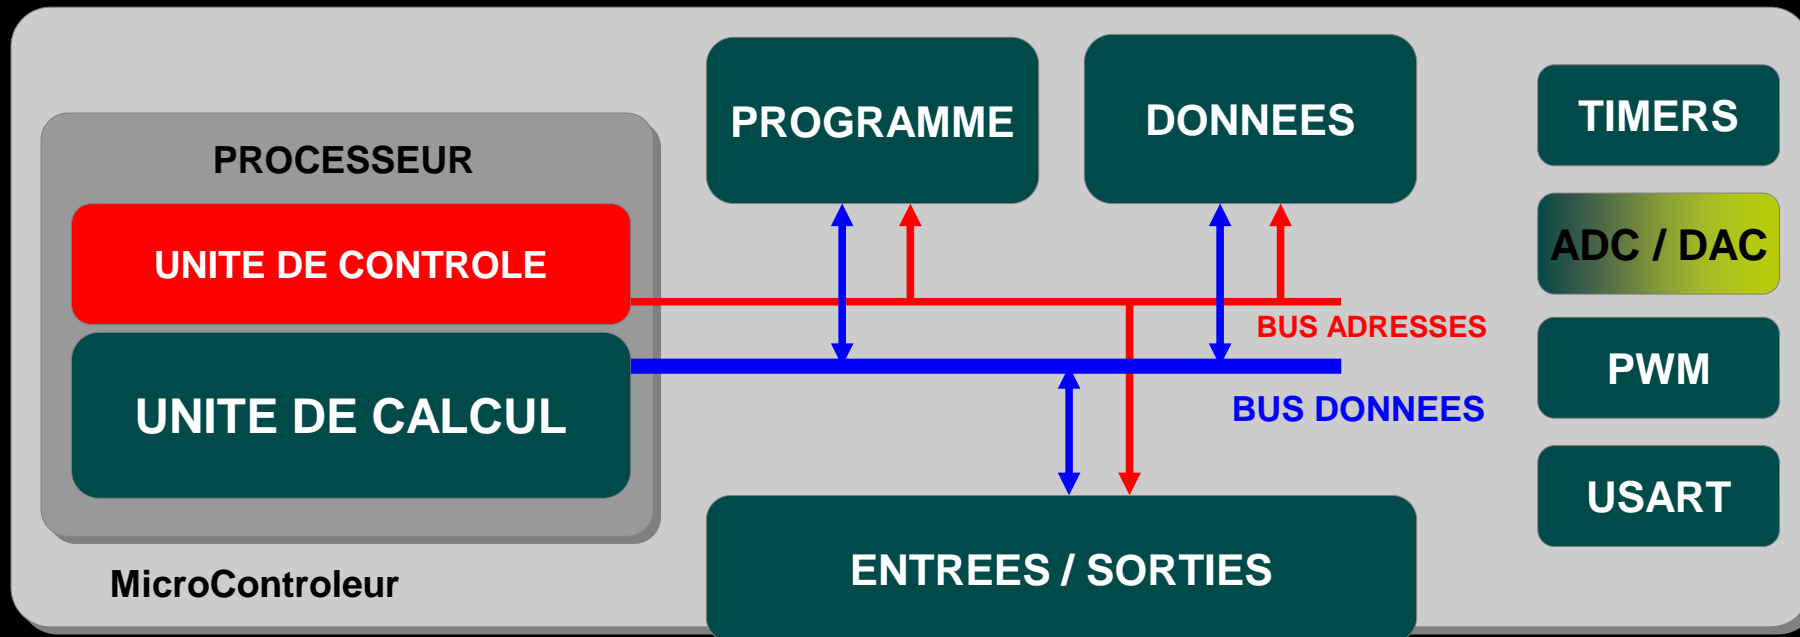 PROGRAMME
DONNEES
TIMERS
PROCESSEUR
UNITE DE CONTROLE
ADC / DAC
BUS ADRESSES
PWM
UNITE DE CALCUL
BUS DONNEES
USART
ENTREES / SORTIES
MicroControleur